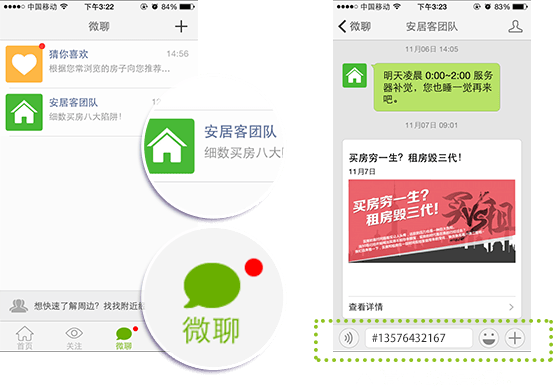 中国移动 下午3:22 83%
微聊
猜你喜欢 14:56
根据您常浏览的房子向您推荐…
安居客团队
细数买房八大陷阱！
安居客团队
细数买房八大
微聊
想快速了解周边？找找附近经
首页 关注 微聊
中国移动 下午3:23 84%
微聊 安居客团队
11月06日 14:05
明天凌晨 0:00~2:00 服务
器补觉，您也睡一觉再来
吧。
11月07日 09:01
买房穷一生？租房毁三代！
11月7日
买房穷一生？
租房毁三代！
买VS租
查看详情
#13576432167